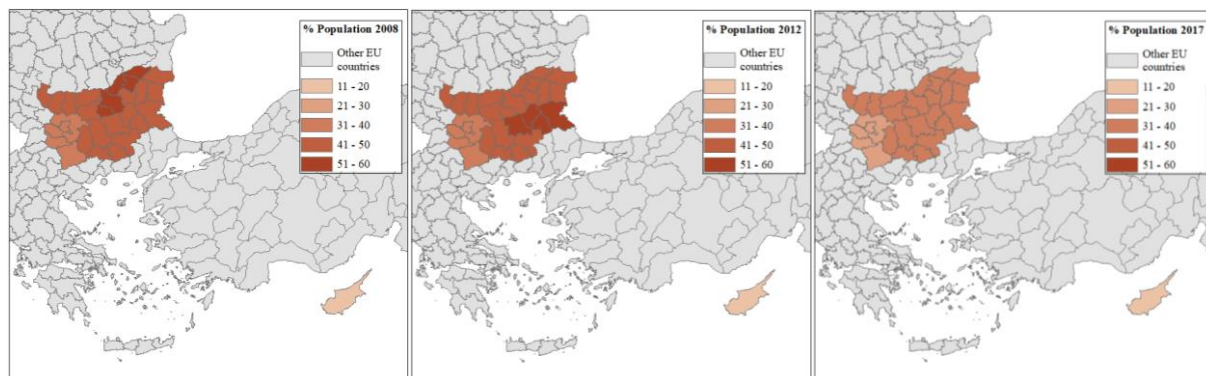 % Population 2008
Other EU
countries
11 - 20
21 - 30
31 - 40
41 - 50
51 - 60
% Population 2012
Other EU
countries
11 - 20
21 - 30
31 - 40
41 - 50
51 - 60
% Population 2017
Other EU
countries
11 - 20
21 - 30
31 - 40
41 - 50
51 - 60